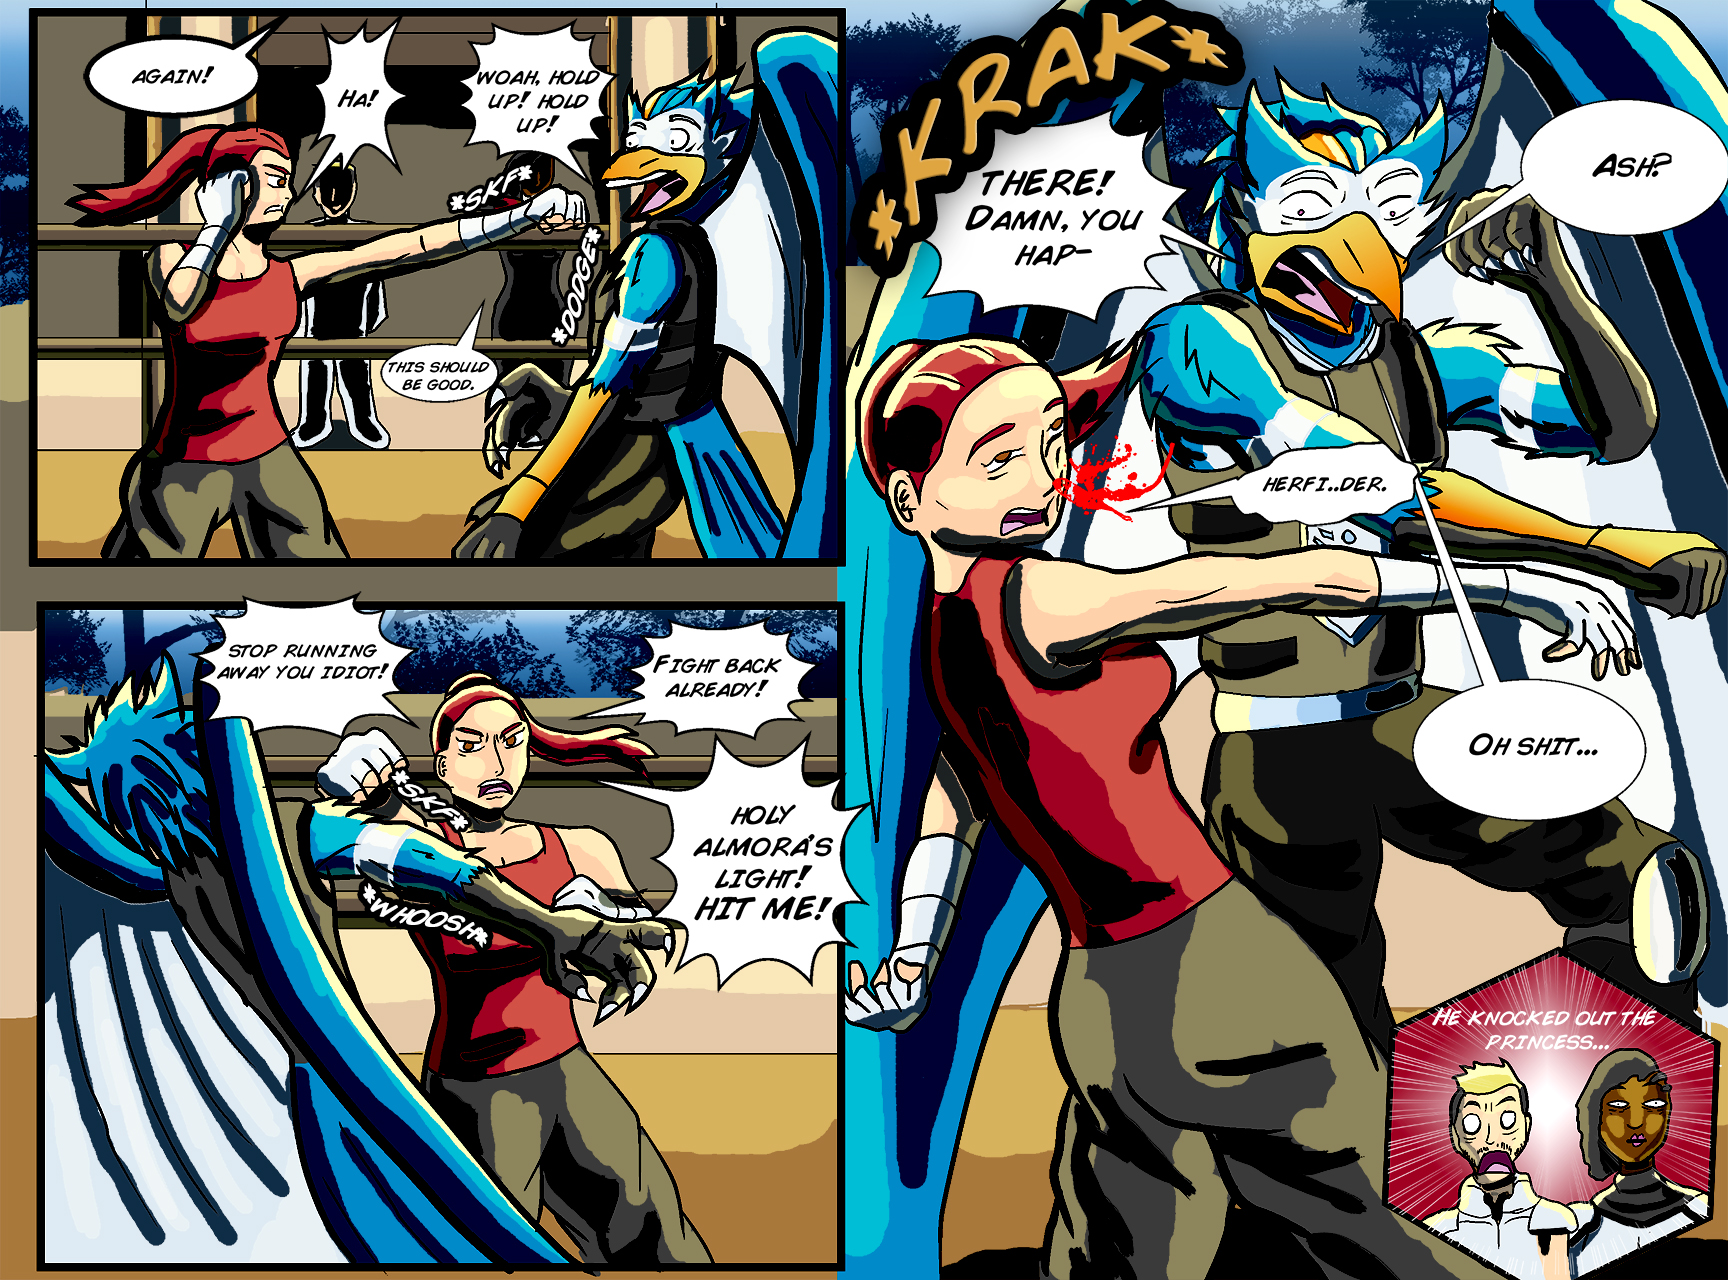 AGAIN!
HA!
WOAH, HOLD
UP! HOLD
UP!
*SKF*
*DODGE*
THIS SHOULD
BE GOOD.
STOP RUNNING
AWAY YOU IDIOT!
FIGHT BACK
ALREADY!
*SKF*
*WHOOSH*
HOLY
ALMORA'S
LIGHT!
HIT ME!
*KRAK*
THERE!
DAMN, YOU
HAP-
ASH?
HERFI..DER.
OH SHIT...
HE KNOCKED OUT THE
PRINCESS...